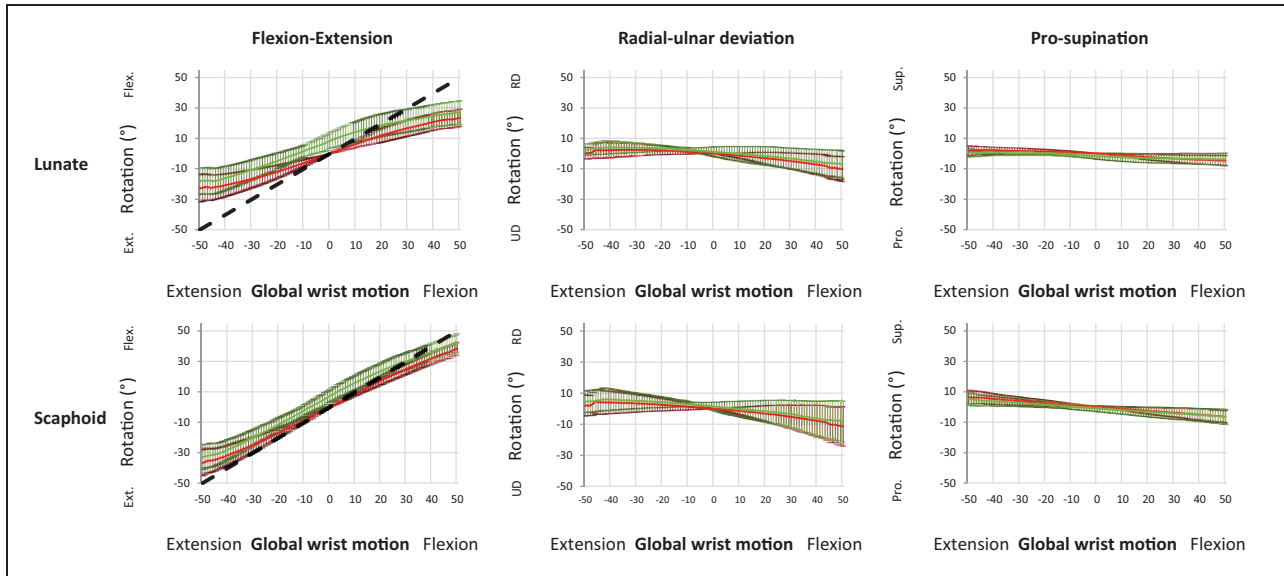 Flexion-Extension Radial-ulnar deviation Pro-supination
Lunate
Flex. Rotation (°) Ext.
50
30
10
-10
-30
-50
-50 -40 -30 -20 -10 0 10 20 30 40 50
Extension Global wrist motion Flexion
RD Rotation (°) UD
50
30
10
-10
-30
-50
-50 -40 -30 -20 -10 0 10 20 30 40 50
Sup. Rotation (°) Pro.
50
30
10
-10
-30
-50
-50 -40 -30 -20 -10 0 10 20 30 40 50
Extension Global wrist motion Flexion
Extension Global wrist motion Flexion
Scaphoid
Flex. Rotation (°) Ext.
50
30
10
-10
-30
-50
-50 -40 -30 -20 -10 0 10 20 30 40 50
Extension Global wrist motion Flexion
RD Rotation (°) UD
50
30
10
-10
-30
-50
-50 -40 -30 -20 -10 0 10 20 30 40 50
Extension Global wrist motion Flexion
Sup. Rotation (°) Pro.
50
30
10
-10
-30
-50
-50 -40 -30 -20 -10 0 10 20 30 40 50
Extension Global wrist motion Flexion